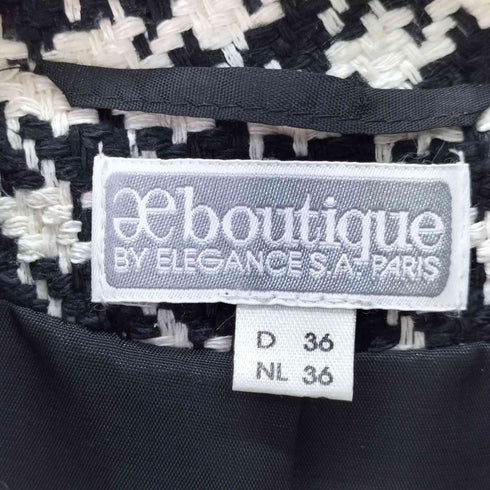 æboutique
BY ELEGANCE S.A. PARIS
D 36
NL 36